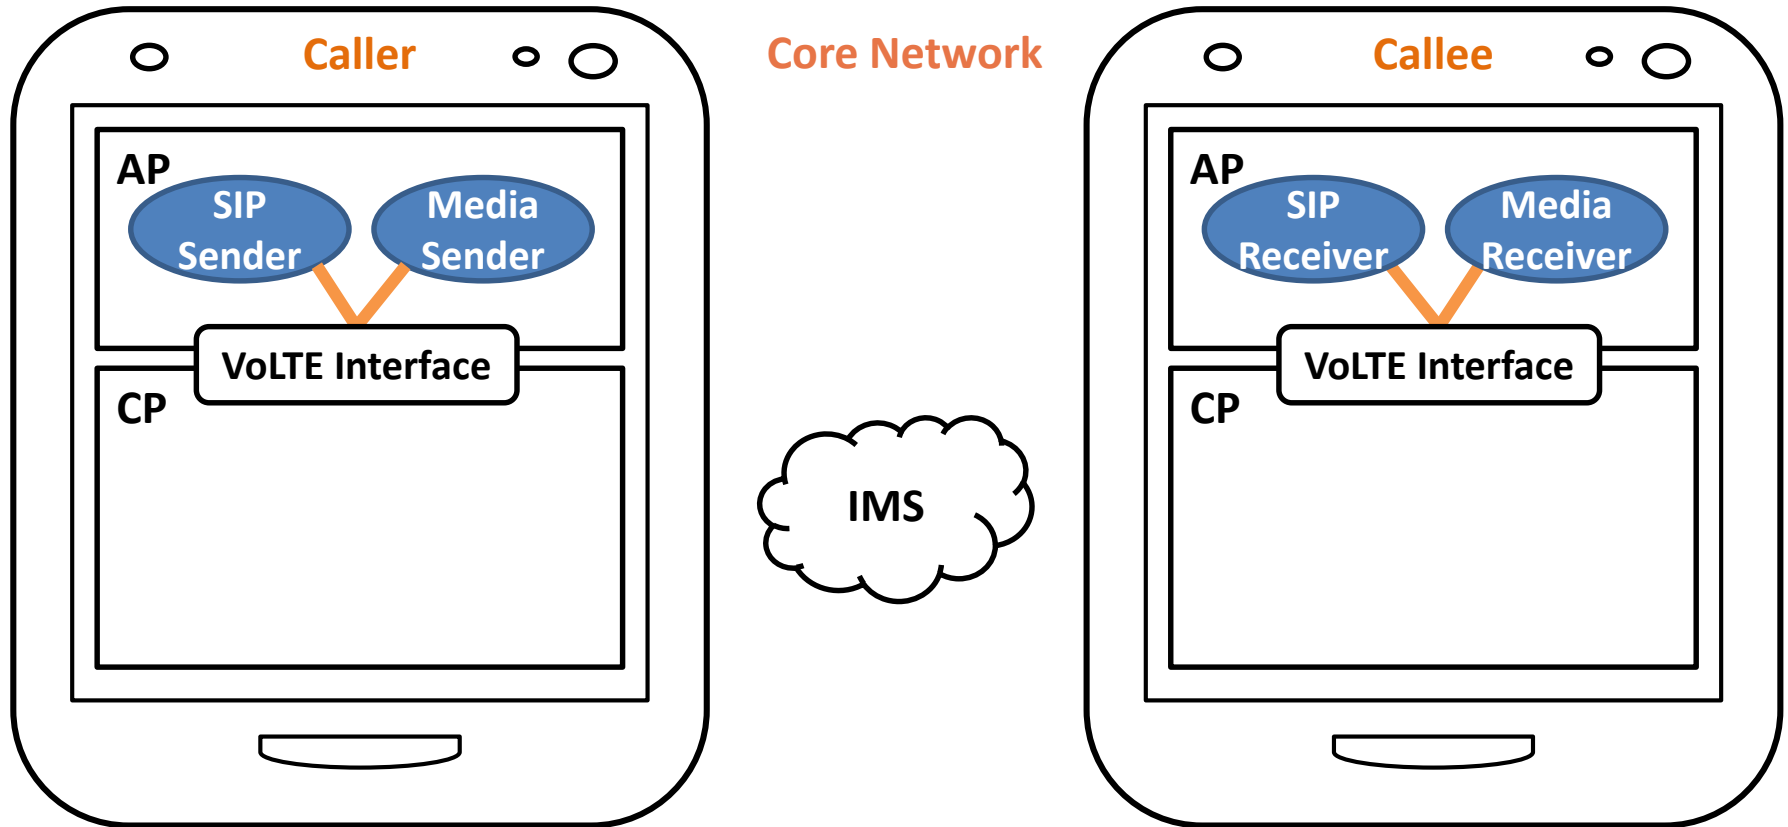 Caller
Core Network
Callee
AP
SIP
Sender
Media
Sender
VoLTE Interface
CP
IMS
AP
SIP
Receiver
Media
Receiver
VoLTE Interface
CP